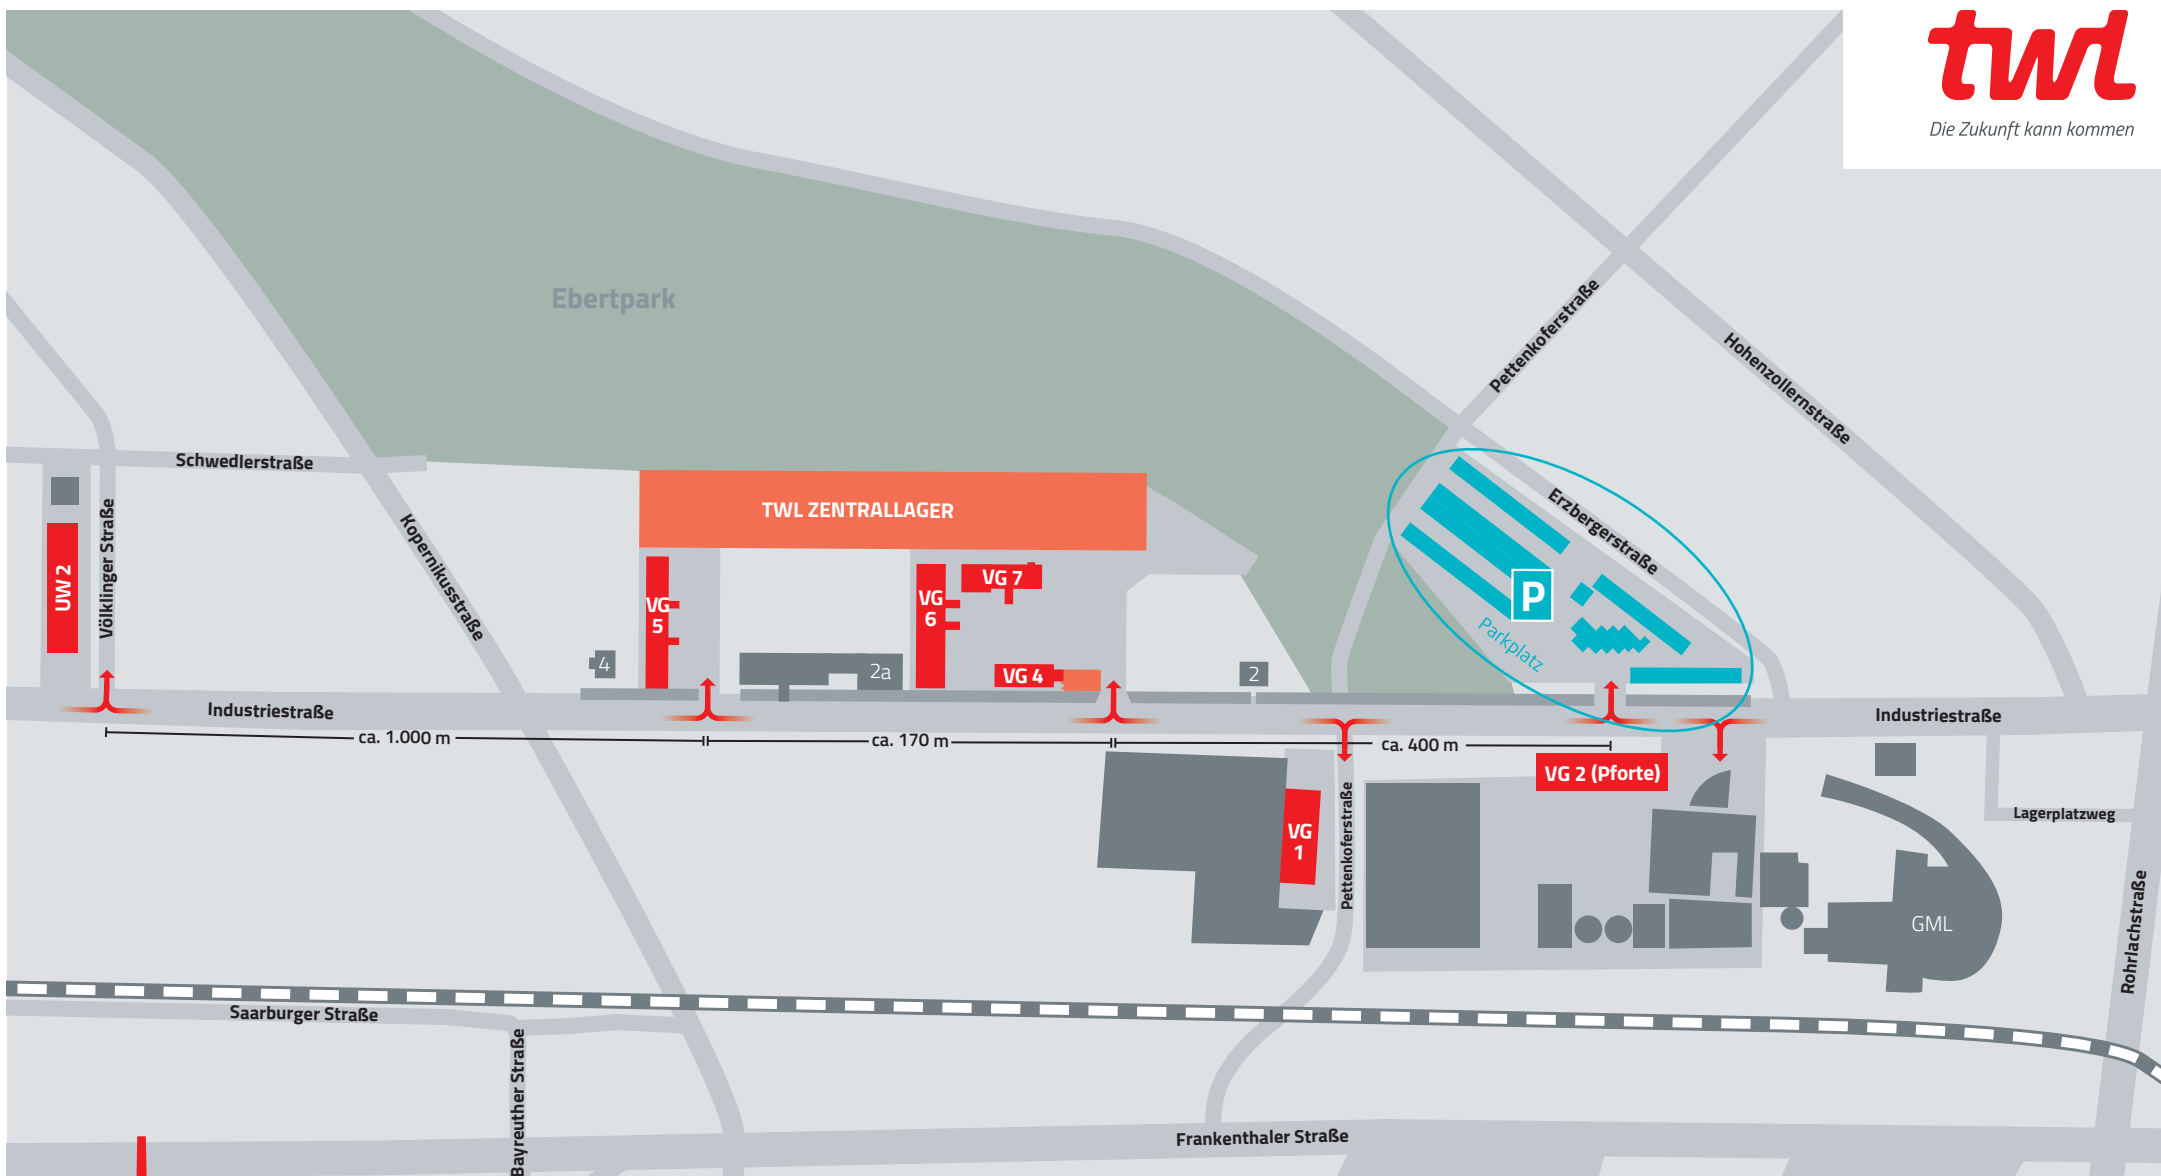 twl
Die Zukunft kann kommen
Ebertpark
Pettenkoferstraße
Hohenzollernstraße
Schwedlerstraße
Kopernikusstraße
Völklinger Straße
UW 2
TWL ZENTRALLAGER
VG
5
VG
6
VG 7
VG 4
4
2a
2
Erzbergerstraße
P
Parkplatz
Industriestraße
Industriestraße
ca. 1.000 m
ca. 170 m
ca. 400 m
VG 2 (Pforte)
VG
1
Pettenkoferstraße
Lagerplatzweg
GML
Rohrlachstraße
Saarburger Straße
Bayreuther Straße
Frankenthaler Straße